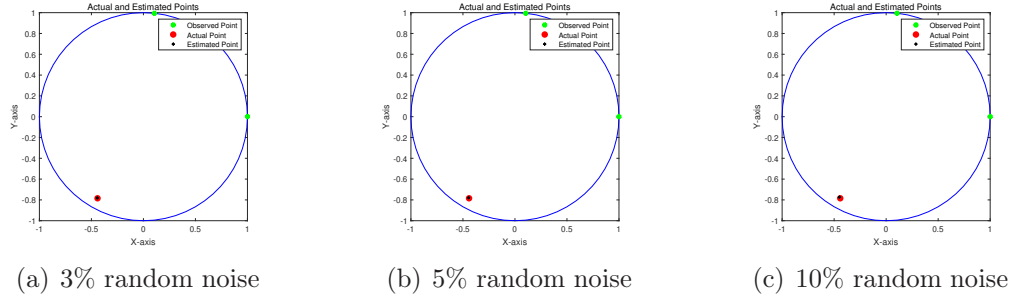 Actual and Estimated Points
Observed Point
Actual Point
Estimated Point
Y-axis
1
0.8
0.6
0.4
0.2
0
-0.2
-0.4
-0.6
-0.8
-1
-1
-0.5
0
0.5
1
X-axis
(a) 3% random noise
Actual and Estimated Points
Observed Point
Actual Point
Estimated Point
Y-axis
1
0.8
0.6
0.4
0.2
0
-0.2
-0.4
-0.6
-0.8
-1
-1
-0.5
0
0.5
1
X-axis
(b) 5% random noise
Actual and Estimated Points
Observed Point
Actual Point
Estimated Point
Y-axis
1
0.8
0.6
0.4
0.2
0
-0.2
-0.4
-0.6
-0.8
-1
-1
-0.5
0
0.5
1
X-axis
(c) 10% random noise